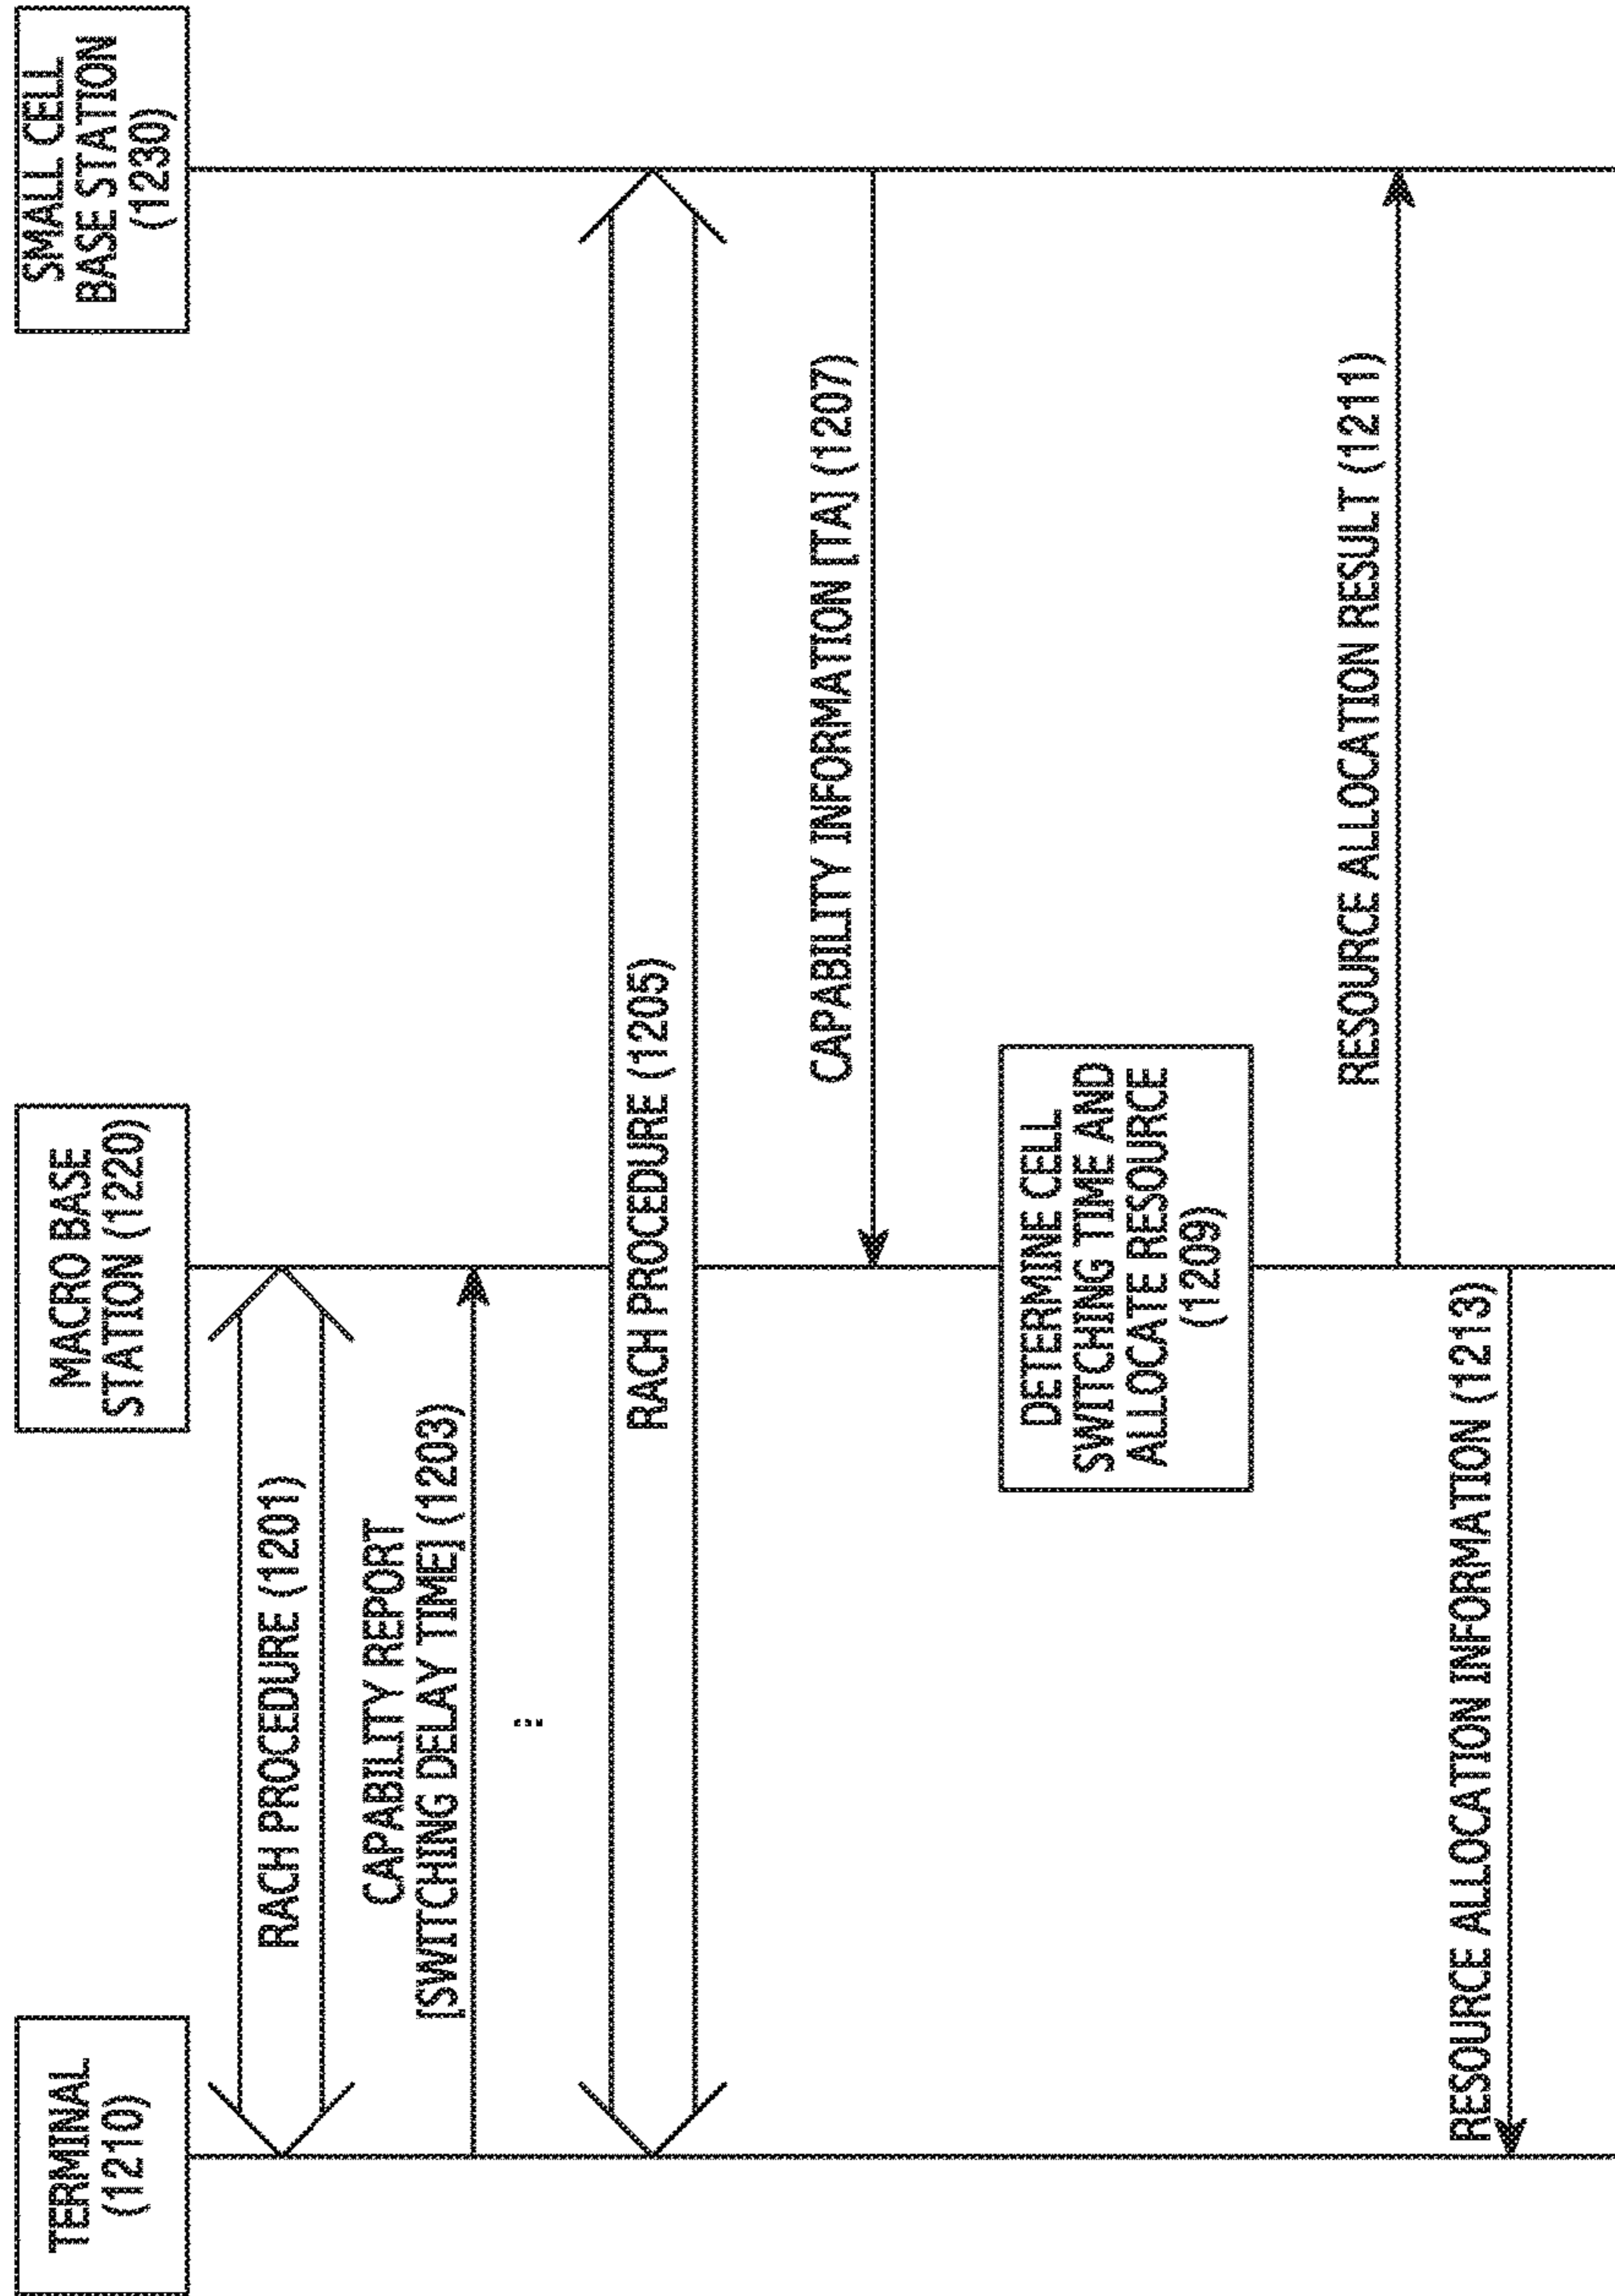 TERMINAL
(1210)
MACRO BASE
STATION (1220)
SMALL CELL
BASE STATION
(1230)
RACH PROCEDURE (1201)
CAPABILITY REPORT
[SWITCHING DELAY TIME] (1203)
...
RACH PROCEDURE (1205)
CAPABILITY INFORMATION [TA] (1207)
DETERMINE CELL
SWITCHING TIME AND
ALLOCATE RESOURCE
(1209)
RESOURCE ALLOCATION RESULT (1211)
RESOURCE ALLOCATION INFORMATION (1213)